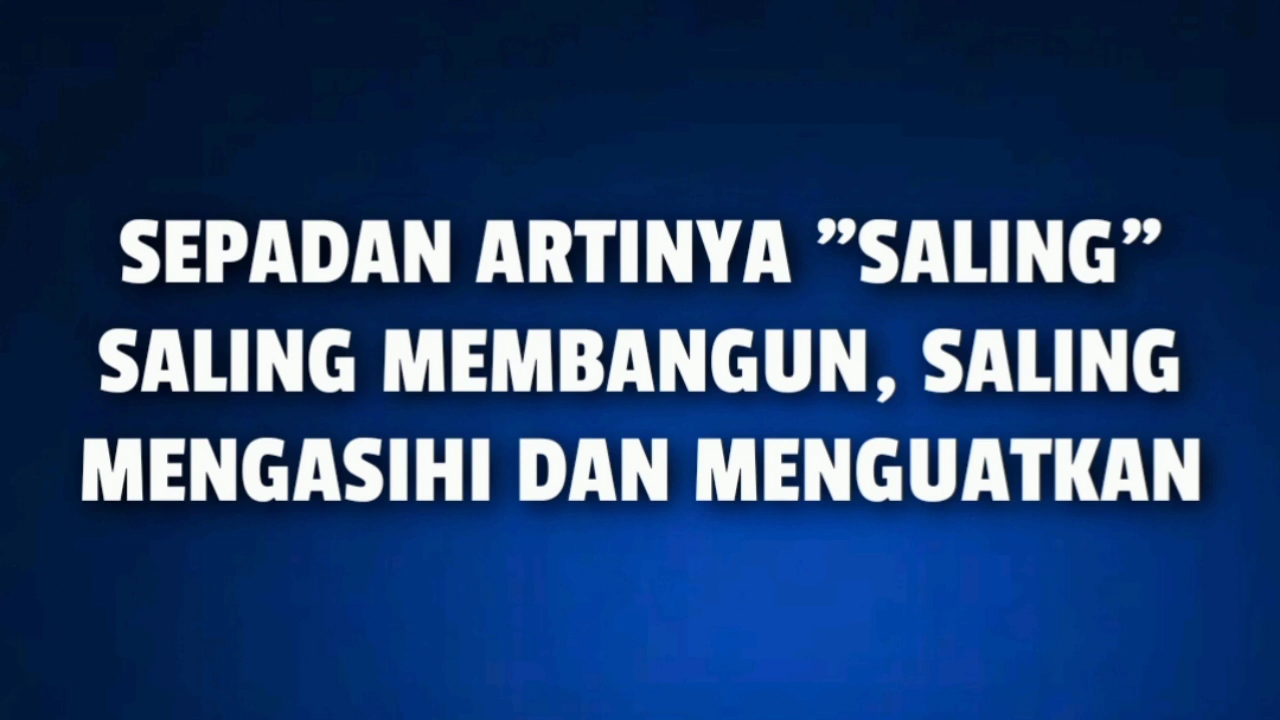 SEPADAN ARTINYA ”SALING”
SALING MEMBANGUN, SALING
MENGASIHI DAN MENGUATKAN